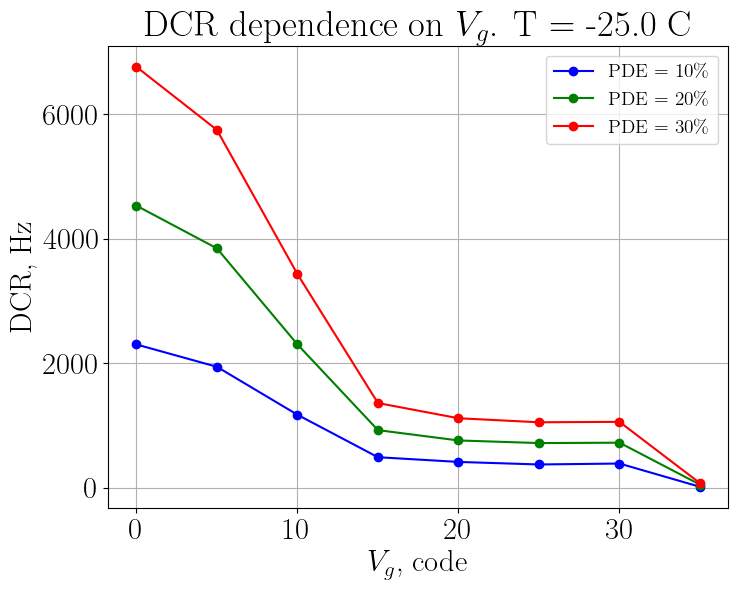 DCR dependence on V_g. T = -25.0 C
PDE = 10%
PDE = 20%
PDE = 30%
6000
4000
2000
0
DCR, Hz
0 10 20 30
V_g, code